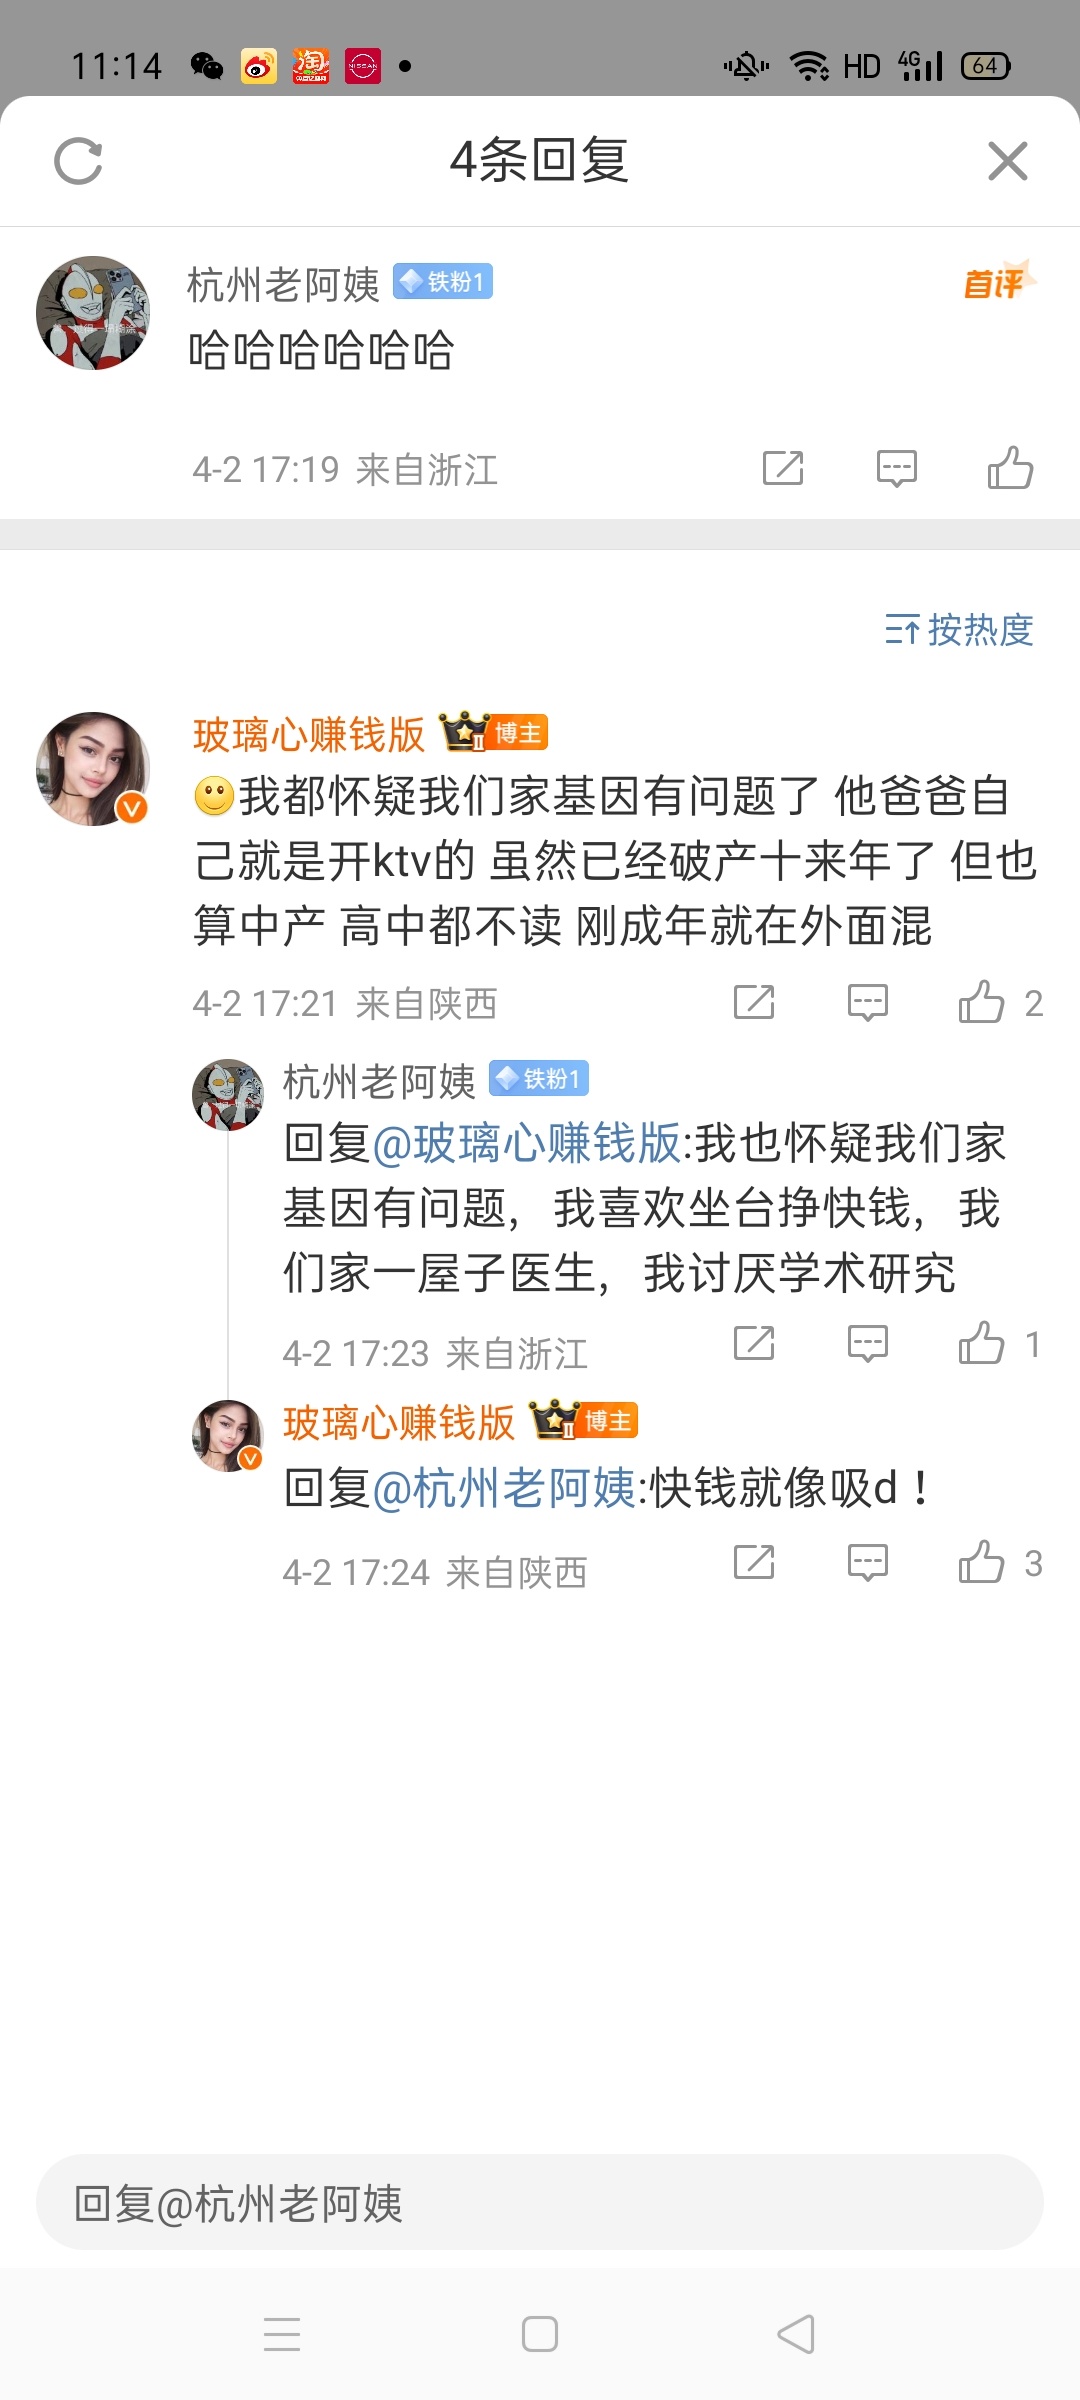 11:14
淘
NISSAN
HD
4G
64
4条回复
杭州老阿姨 铁粉1
首评
哈哈哈哈哈哈
4-2 17:19 来自浙江
按热度
玻璃心赚钱版 II 博主
我都怀疑我们家基因有问题了 他爸爸自
己就是开ktv的 虽然已经破产十来年了 但也
算中产 高中都不读 刚成年就在外面混
4-2 17:21 来自陕西 2
杭州老阿姨 铁粉1
回复@玻璃心赚钱版:我也怀疑我们家
基因有问题，我喜欢坐台挣快钱，我
们家一屋子医生，我讨厌学术研究
4-2 17:23 来自浙江 1
玻璃心赚钱版 II 博主
回复@杭州老阿姨:快钱就像吸d！
4-2 17:24 来自陕西 3
回复@杭州老阿姨